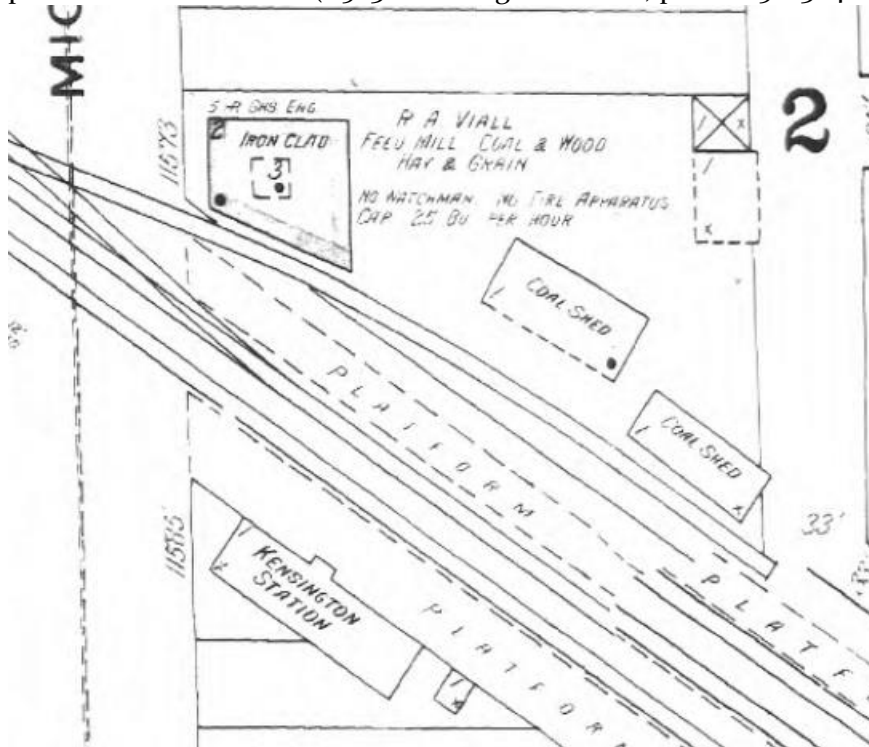 MIC
2
11573
5 H GAS ENG
2
IRON CLAD
3
R A VIALL
FEED MILL COAL & WOOD
HAY & GRAIN
NO WATCHMAN. NO FIRE APPARATUS
CAP 25 BU PER HOUR
/ x
/
x
COAL SHED
/
COAL SHED
/
x
PLATFORM
33'
11585
KENSINGTON
STATION
/
2
PLATFORM
PLATF
/
x